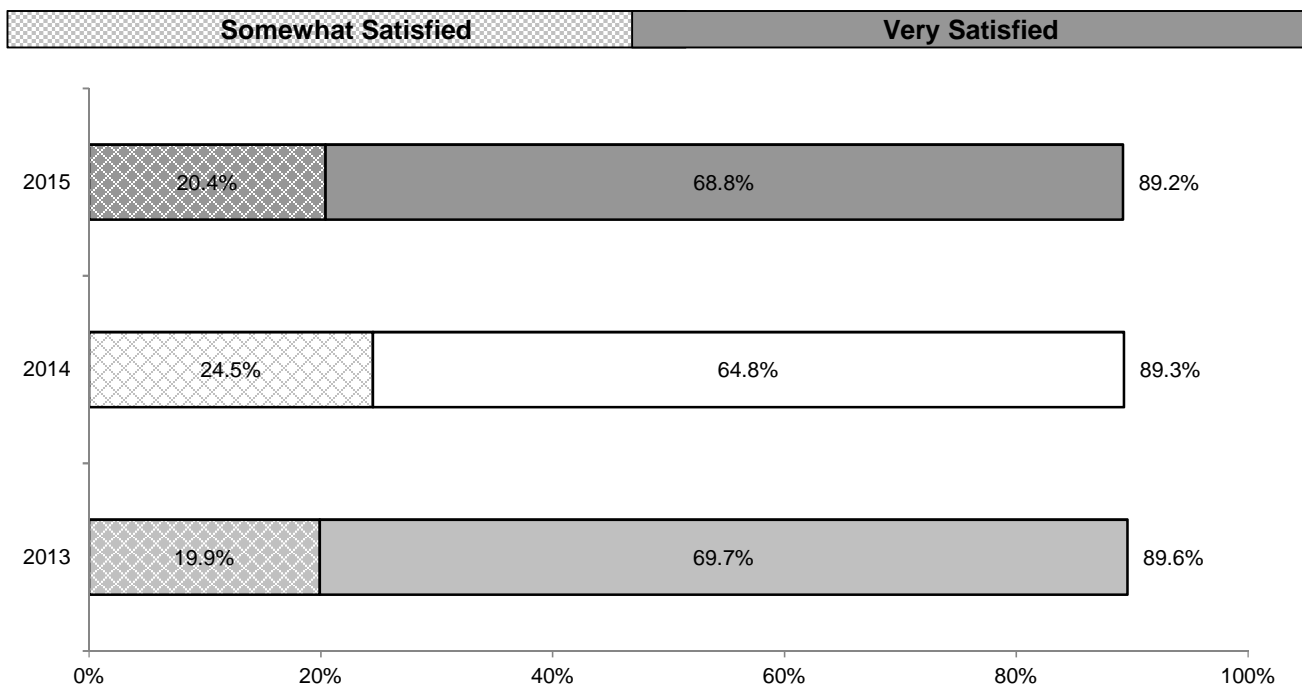 Somewhat Satisfied Very Satisfied
2015 20.4% 68.8% 89.2%
2014 24.5% 64.8% 89.3%
2013 19.9% 69.7% 89.6%
0% 20% 40% 60% 80% 100%